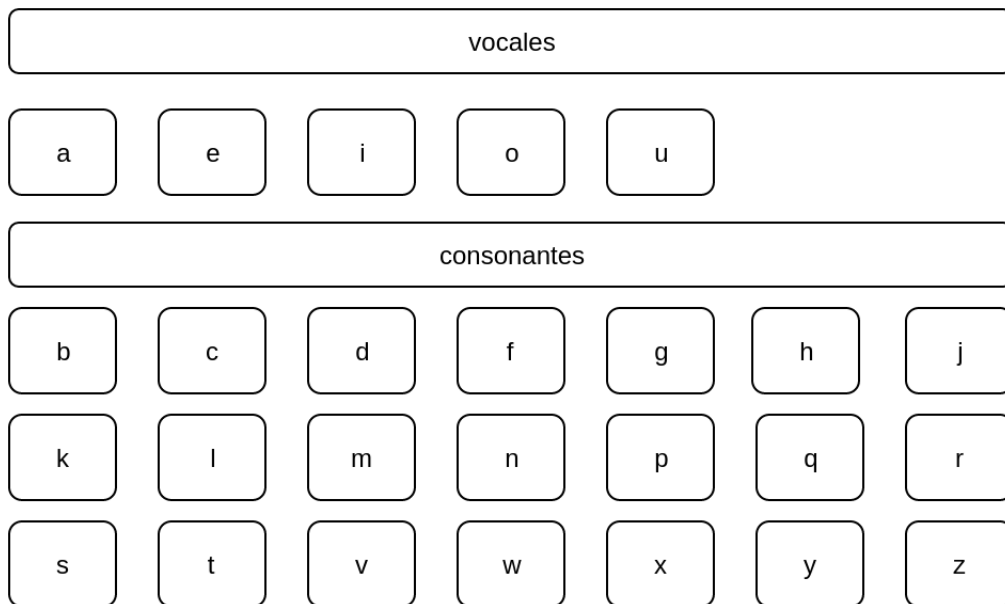 vocales
a e i o u
consonantes
b c d f g h j
k l m n p q r
s t v w x y z